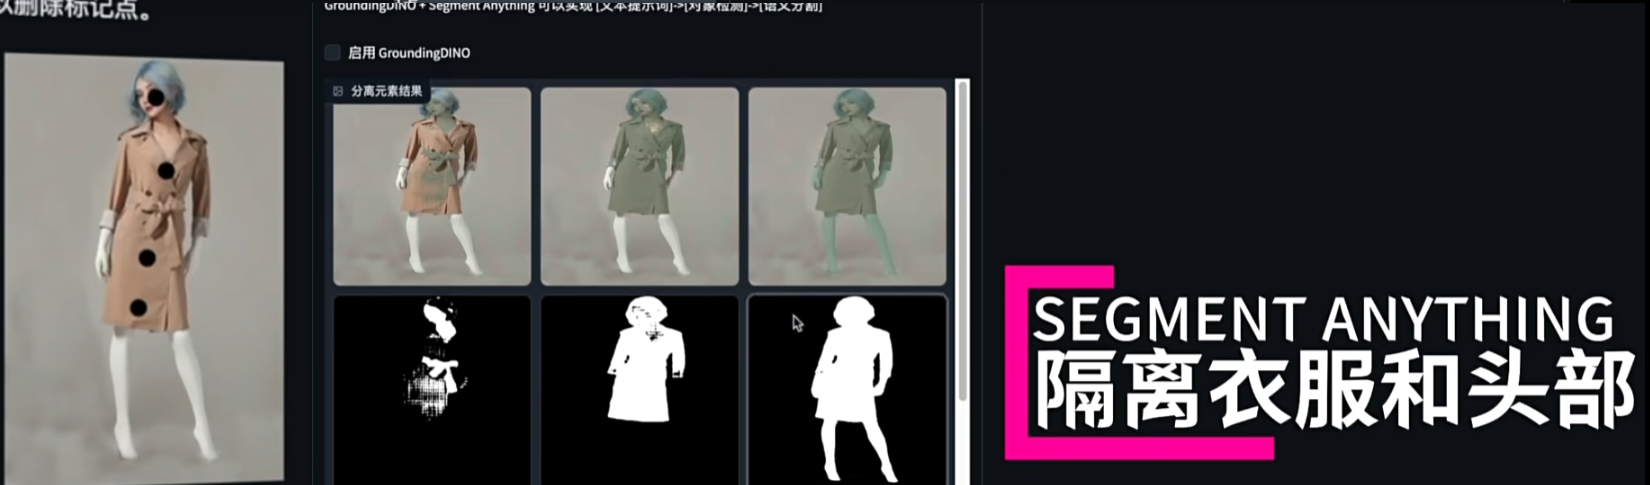 以删除标记点。
GroundingDINO + Segment Anything 可以实现 [文本提示词]->[对象检测]->[语义分割]
启用 GroundingDINO
分离元素结果
SEGMENT ANYTHING
隔离衣服和头部